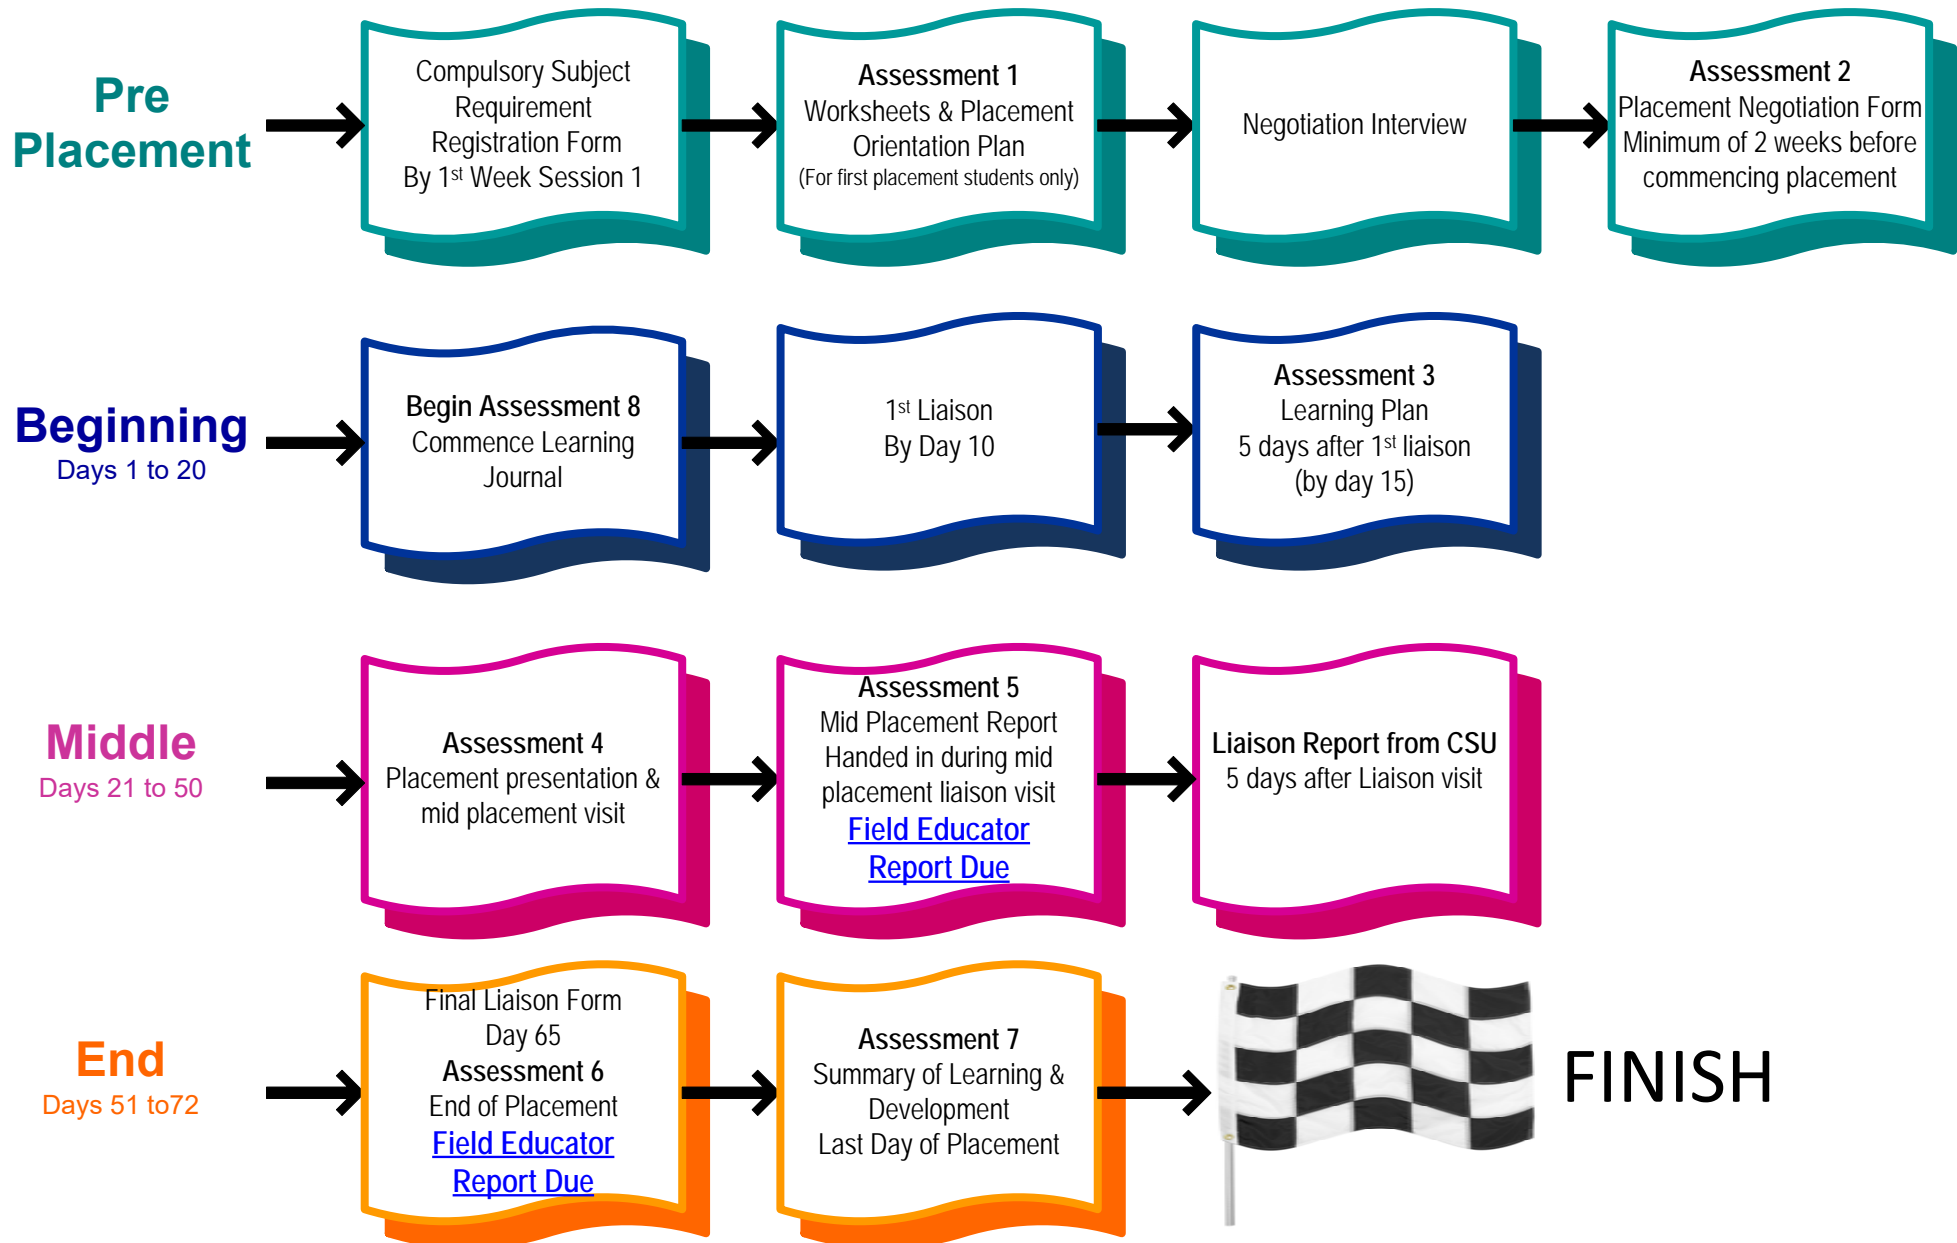 Pre
Placement
Compulsory Subject
Requirement
Registration Form
By 1st Week Session 1
Assessment 1
Worksheets & Placement
Orientation Plan
(For first placement students only)
Negotiation Interview
Assessment 2
Placement Negotiation Form
Minimum of 2 weeks before
commencing placement
Beginning
Days 1 to 20
Begin Assessment 8
Commence Learning
Journal
1st Liaison
By Day 10
Assessment 3
Learning Plan
5 days after 1st liaison
(by day 15)
Middle
Days 21 to 50
Assessment 4
Placement presentation &
mid placement visit
Assessment 5
Mid Placement Report
Handed in during mid
placement liaison visit
Field Educator
Report Due
Liaison Report from CSU
5 days after Liaison visit
End
Days 51 to72
Final Liaison Form
Day 65
Assessment 6
End of Placement
Field Educator
Report Due
Assessment 7
Summary of Learning &
Development
Last Day of Placement
FINISH